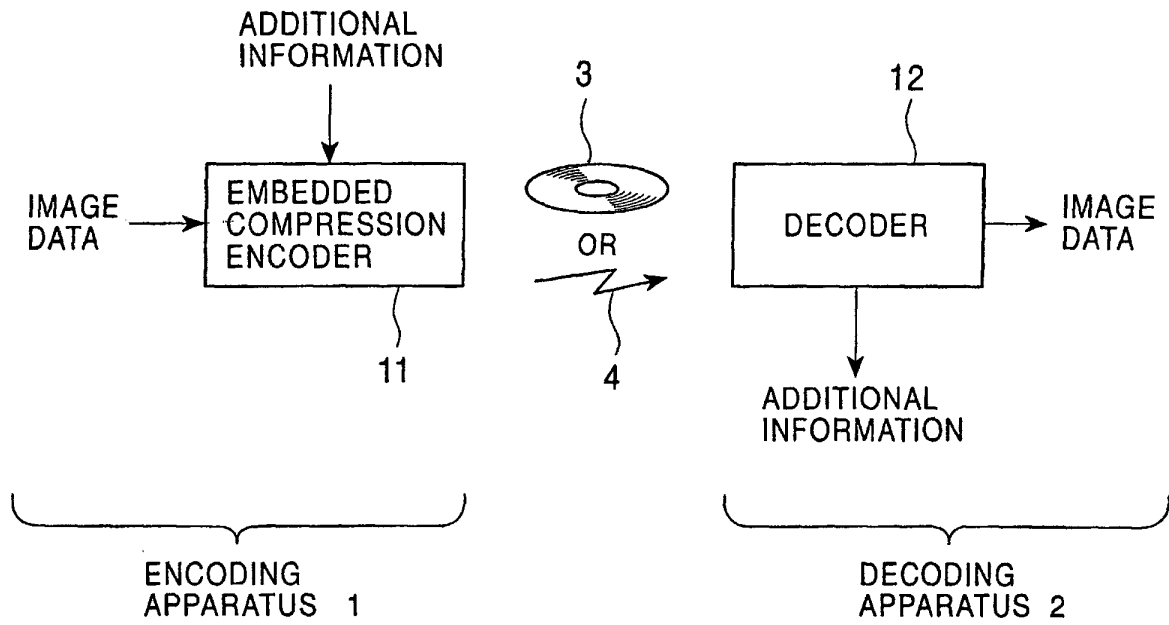 ADDITIONAL
INFORMATION
3
12
IMAGE
DATA
EMBEDDED
COMPRESSION
ENCODER
OR
DECODER
IMAGE
DATA
11
4
ADDITIONAL
INFORMATION
ENCODING
APPARATUS 1
DECODING
APPARATUS 2